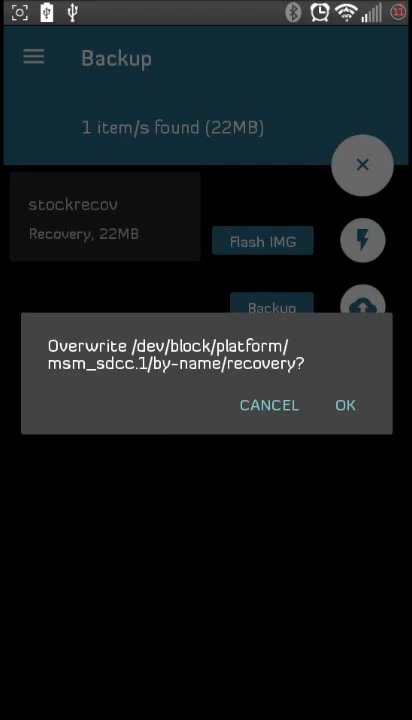 11
Backup
1 item/s found (22MB)
stockrecov
Recovery, 22MB
Flash IMG
Backup
Overwrite /dev/block/platform/
msm_sdcc.1/by-name/recovery?
CANCEL
OK